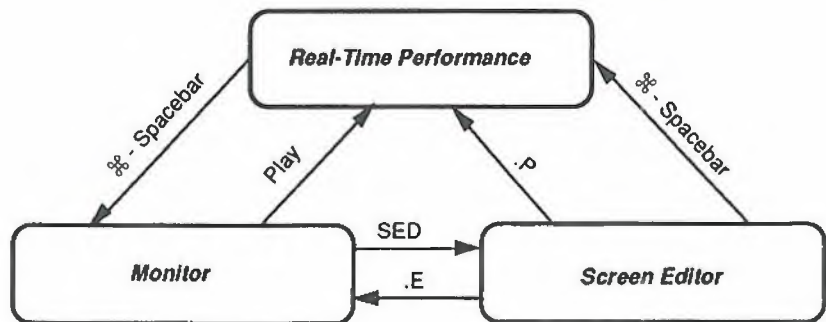 Real-Time Performance
⌘ - Spacebar
Play
.P
⌘ - Spacebar
SED
Monitor
.E
Screen Editor